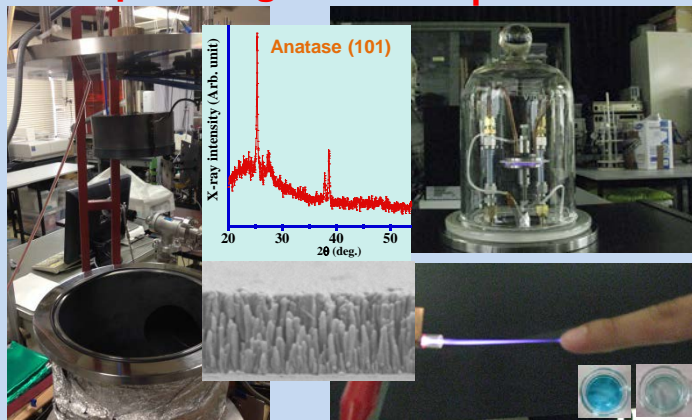 Anatase (101)
X-ray intensity (Arb. unit)
20 30 40 50
2θ (deg.)